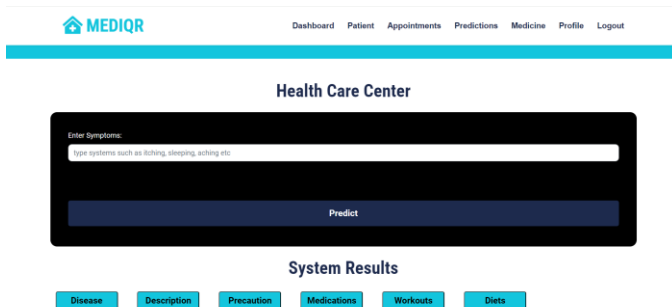 MEDIQR
Dashboard Patient Appointments Predictions Medicine Profile Logout
Health Care Center
Enter Symptoms:
type systems such as itching, sleeping, aching etc
Predict
System Results
Disease Description Precaution Medications Workouts Diets